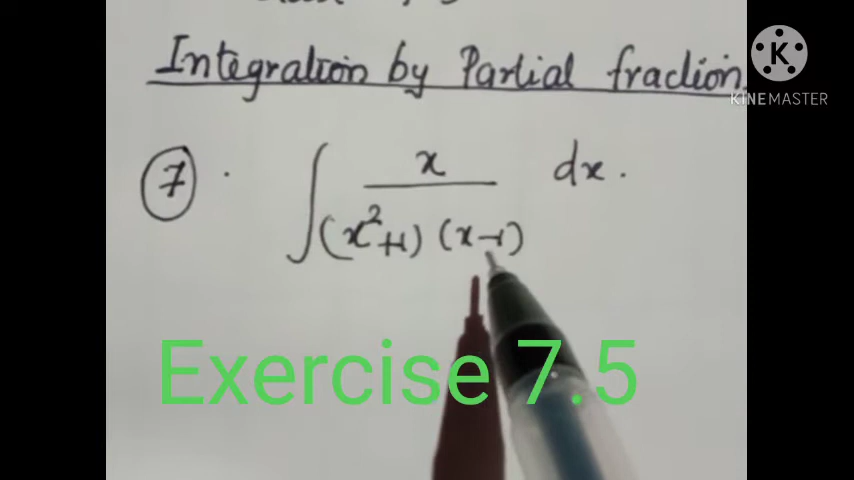 Integration by Partial fraction.
K
KINEMASTER
7. ∫ x / (x²+1) (x-1) dx.
Exercise 7.5